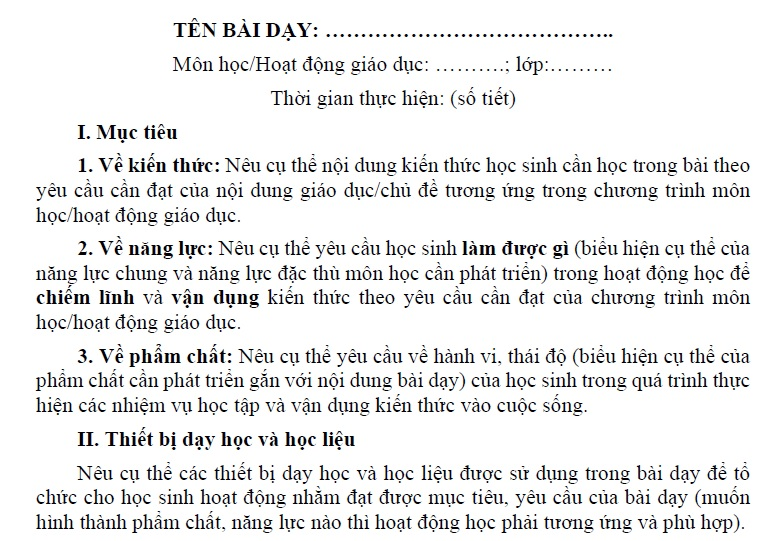 TÊN BÀI DẠY: …………………………………..
Môn học/Hoạt động giáo dục: ……….; lớp:………
Thời gian thực hiện: (số tiết)
I. Mục tiêu
1. Về kiến thức: Nêu cụ thể nội dung kiến thức học sinh cần học trong bài theo
yêu cầu cần đạt của nội dung giáo dục/chủ đề tương ứng trong chương trình môn
học/hoạt động giáo dục.
2. Về năng lực: Nêu cụ thể yêu cầu học sinh làm được gì (biểu hiện cụ thể của
năng lực chung và năng lực đặc thù môn học cần phát triển) trong hoạt động học để
chiếm lĩnh và vận dụng kiến thức theo yêu cầu cần đạt của chương trình môn
học/hoạt động giáo dục.
3. Về phẩm chất: Nêu cụ thể yêu cầu về hành vi, thái độ (biểu hiện cụ thể của
phẩm chất cần phát triển gắn với nội dung bài dạy) của học sinh trong quá trình thực
hiện các nhiệm vụ học tập và vận dụng kiến thức vào cuộc sống.
II. Thiết bị dạy học và học liệu
Nêu cụ thể các thiết bị dạy học và học liệu được sử dụng trong bài dạy để tổ
chức cho học sinh hoạt động nhằm đạt được mục tiêu, yêu cầu của bài dạy (muốn
hình thành phẩm chất, năng lực nào thì hoạt động học phải tương ứng và phù hợp).